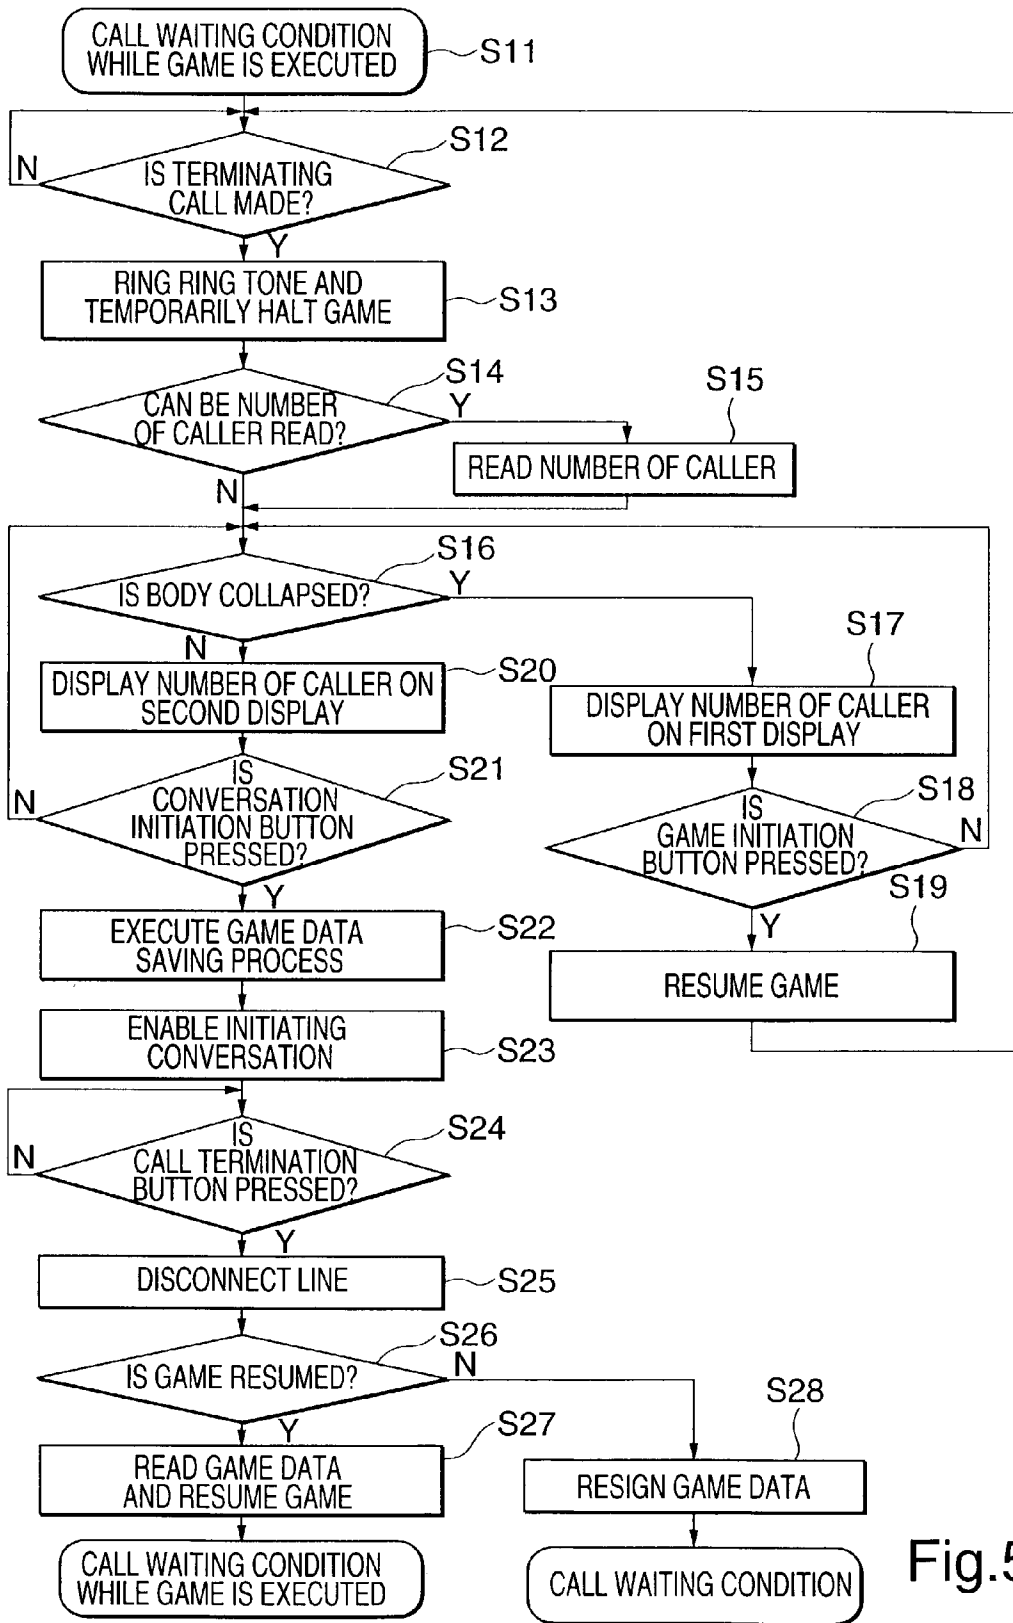 CALL WAITING CONDITION
WHILE GAME IS EXECUTED
S11
S12
N
IS TERMINATING
CALL MADE?
Y
RING RING TONE AND
TEMPORARILY HALT GAME
S13
S14
CAN BE NUMBER
OF CALLER READ?
Y
S15
READ NUMBER OF CALLER
N
S16
IS BODY COLLAPSED?
Y
N
S17
S20
DISPLAY NUMBER OF CALLER ON
SECOND DISPLAY
DISPLAY NUMBER OF CALLER
ON FIRST DISPLAY
S21
IS
CONVERSATION
INITIATION BUTTON
PRESSED?
N
Y
S18
IS
GAME INITIATION
BUTTON PRESSED?
N
Y
S19
RESUME GAME
EXECUTE GAME DATA
SAVING PROCESS
S22
ENABLE INITIATING
CONVERSATION
S23
S24
IS
CALL TERMINATION
BUTTON PRESSED?
N
Y
DISCONNECT LINE
S25
S26
IS GAME RESUMED?
N
Y
S27
READ GAME DATA
AND RESUME GAME
S28
RESIGN GAME DATA
CALL WAITING CONDITION
WHILE GAME IS EXECUTED
CALL WAITING CONDITION
Fig.5